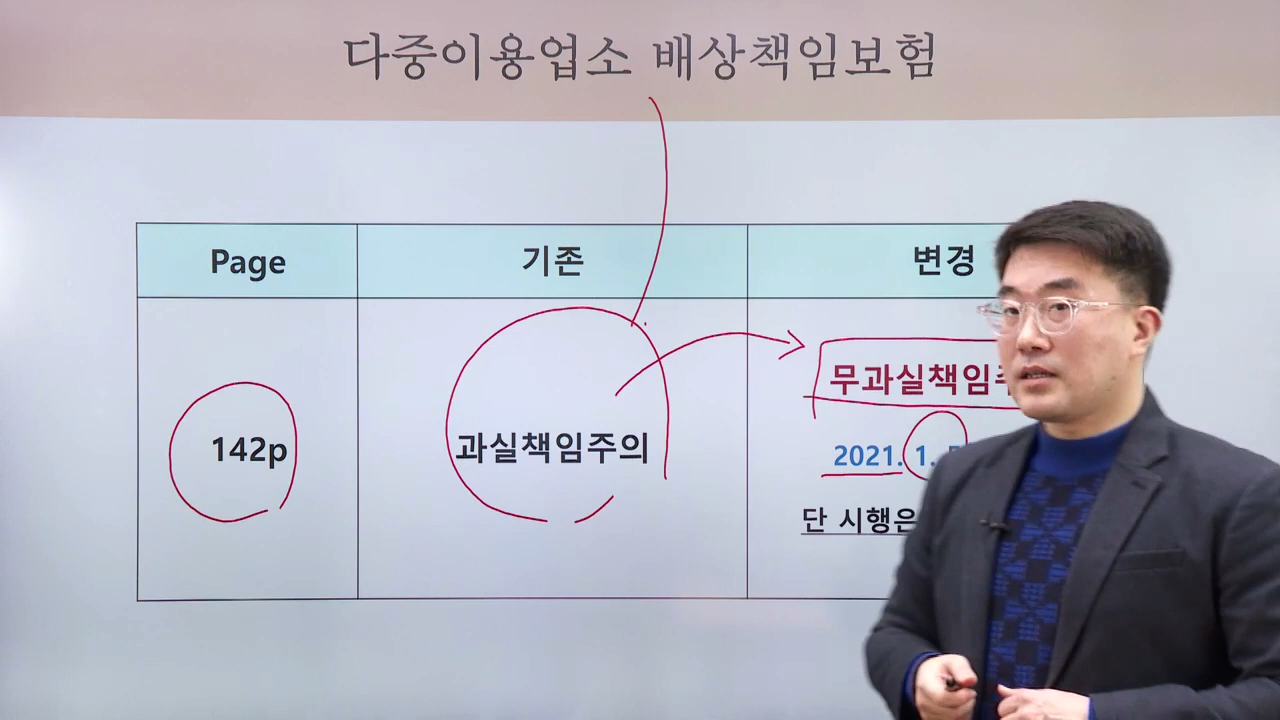 다중이용업소 배상책임보험
Page 기존 변경
무과실책임
142p 과실책임주의 2021. 1.
단 시행은